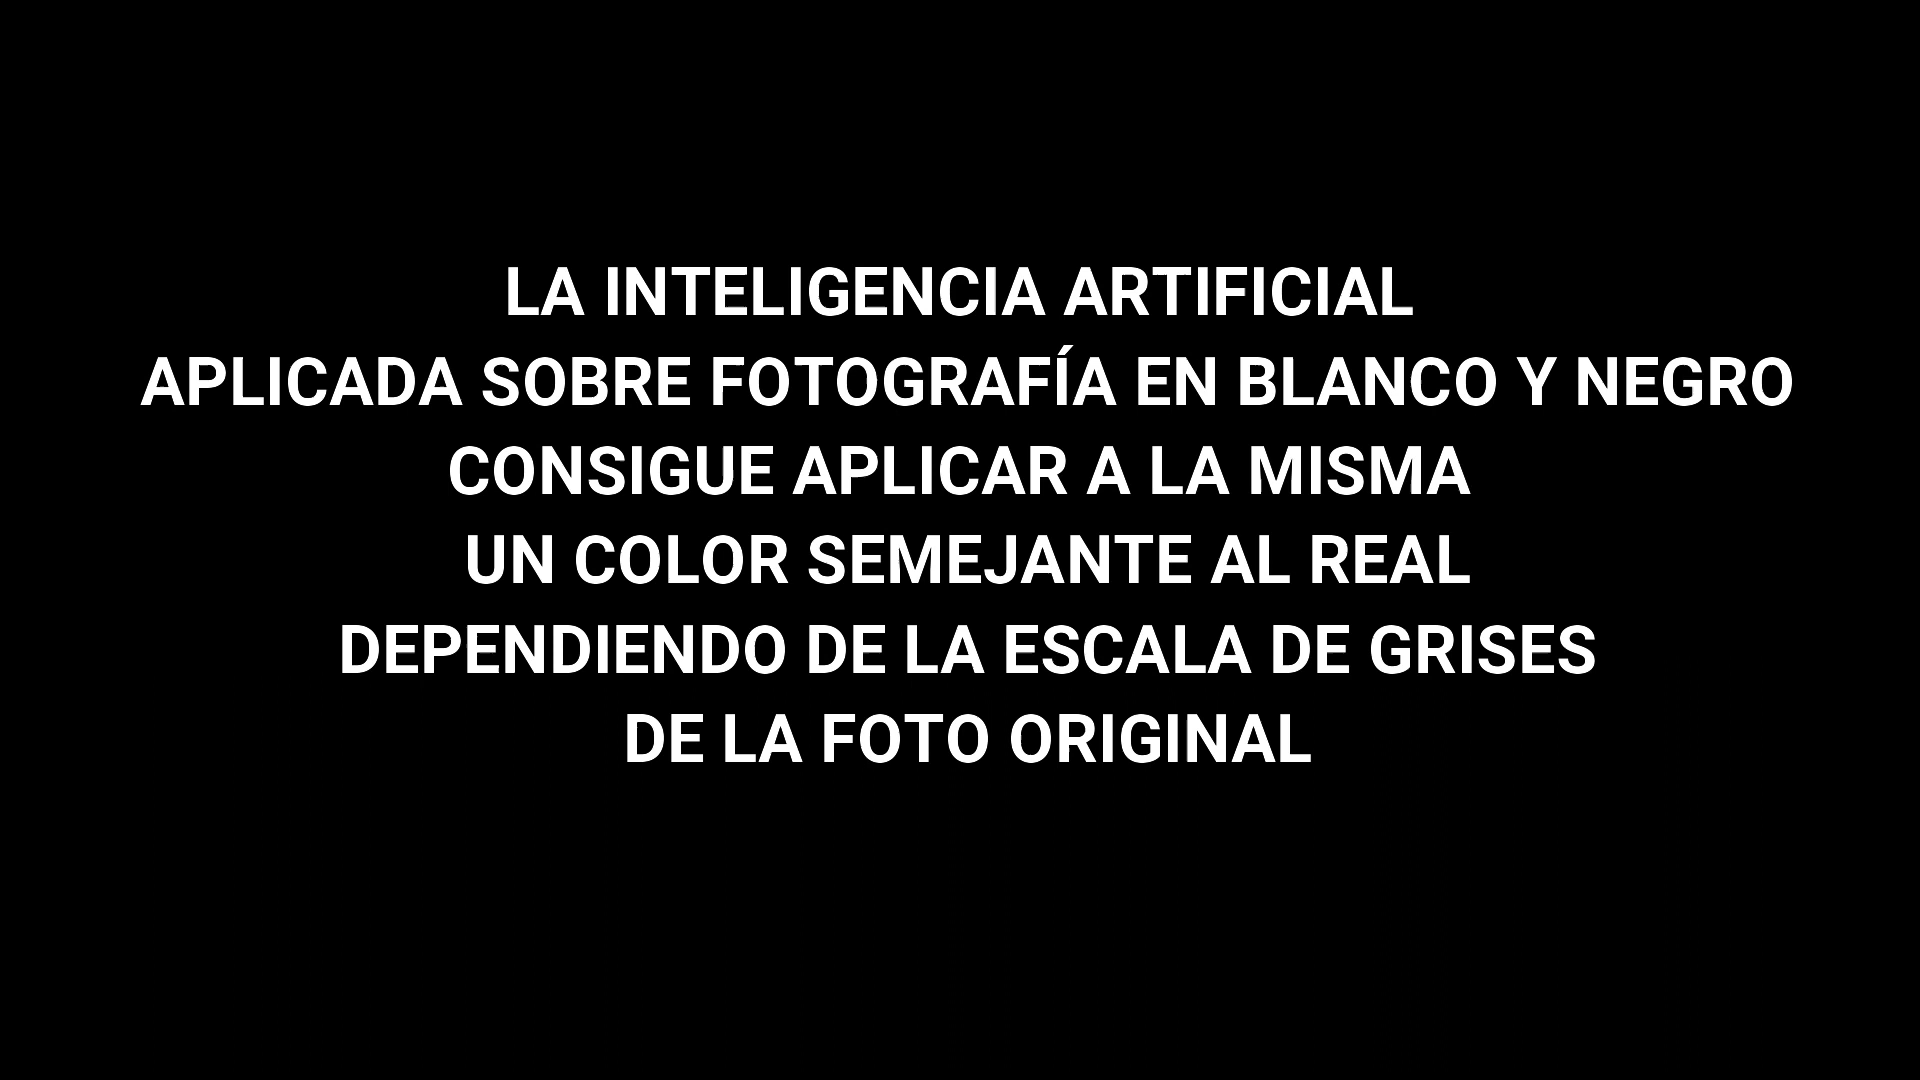 LA INTELIGENCIA ARTIFICIAL
APLICADA SOBRE FOTOGRAFÍA EN BLANCO Y NEGRO
CONSIGUE APLICAR A LA MISMA
UN COLOR SEMEJANTE AL REAL
DEPENDIENDO DE LA ESCALA DE GRISES
DE LA FOTO ORIGINAL